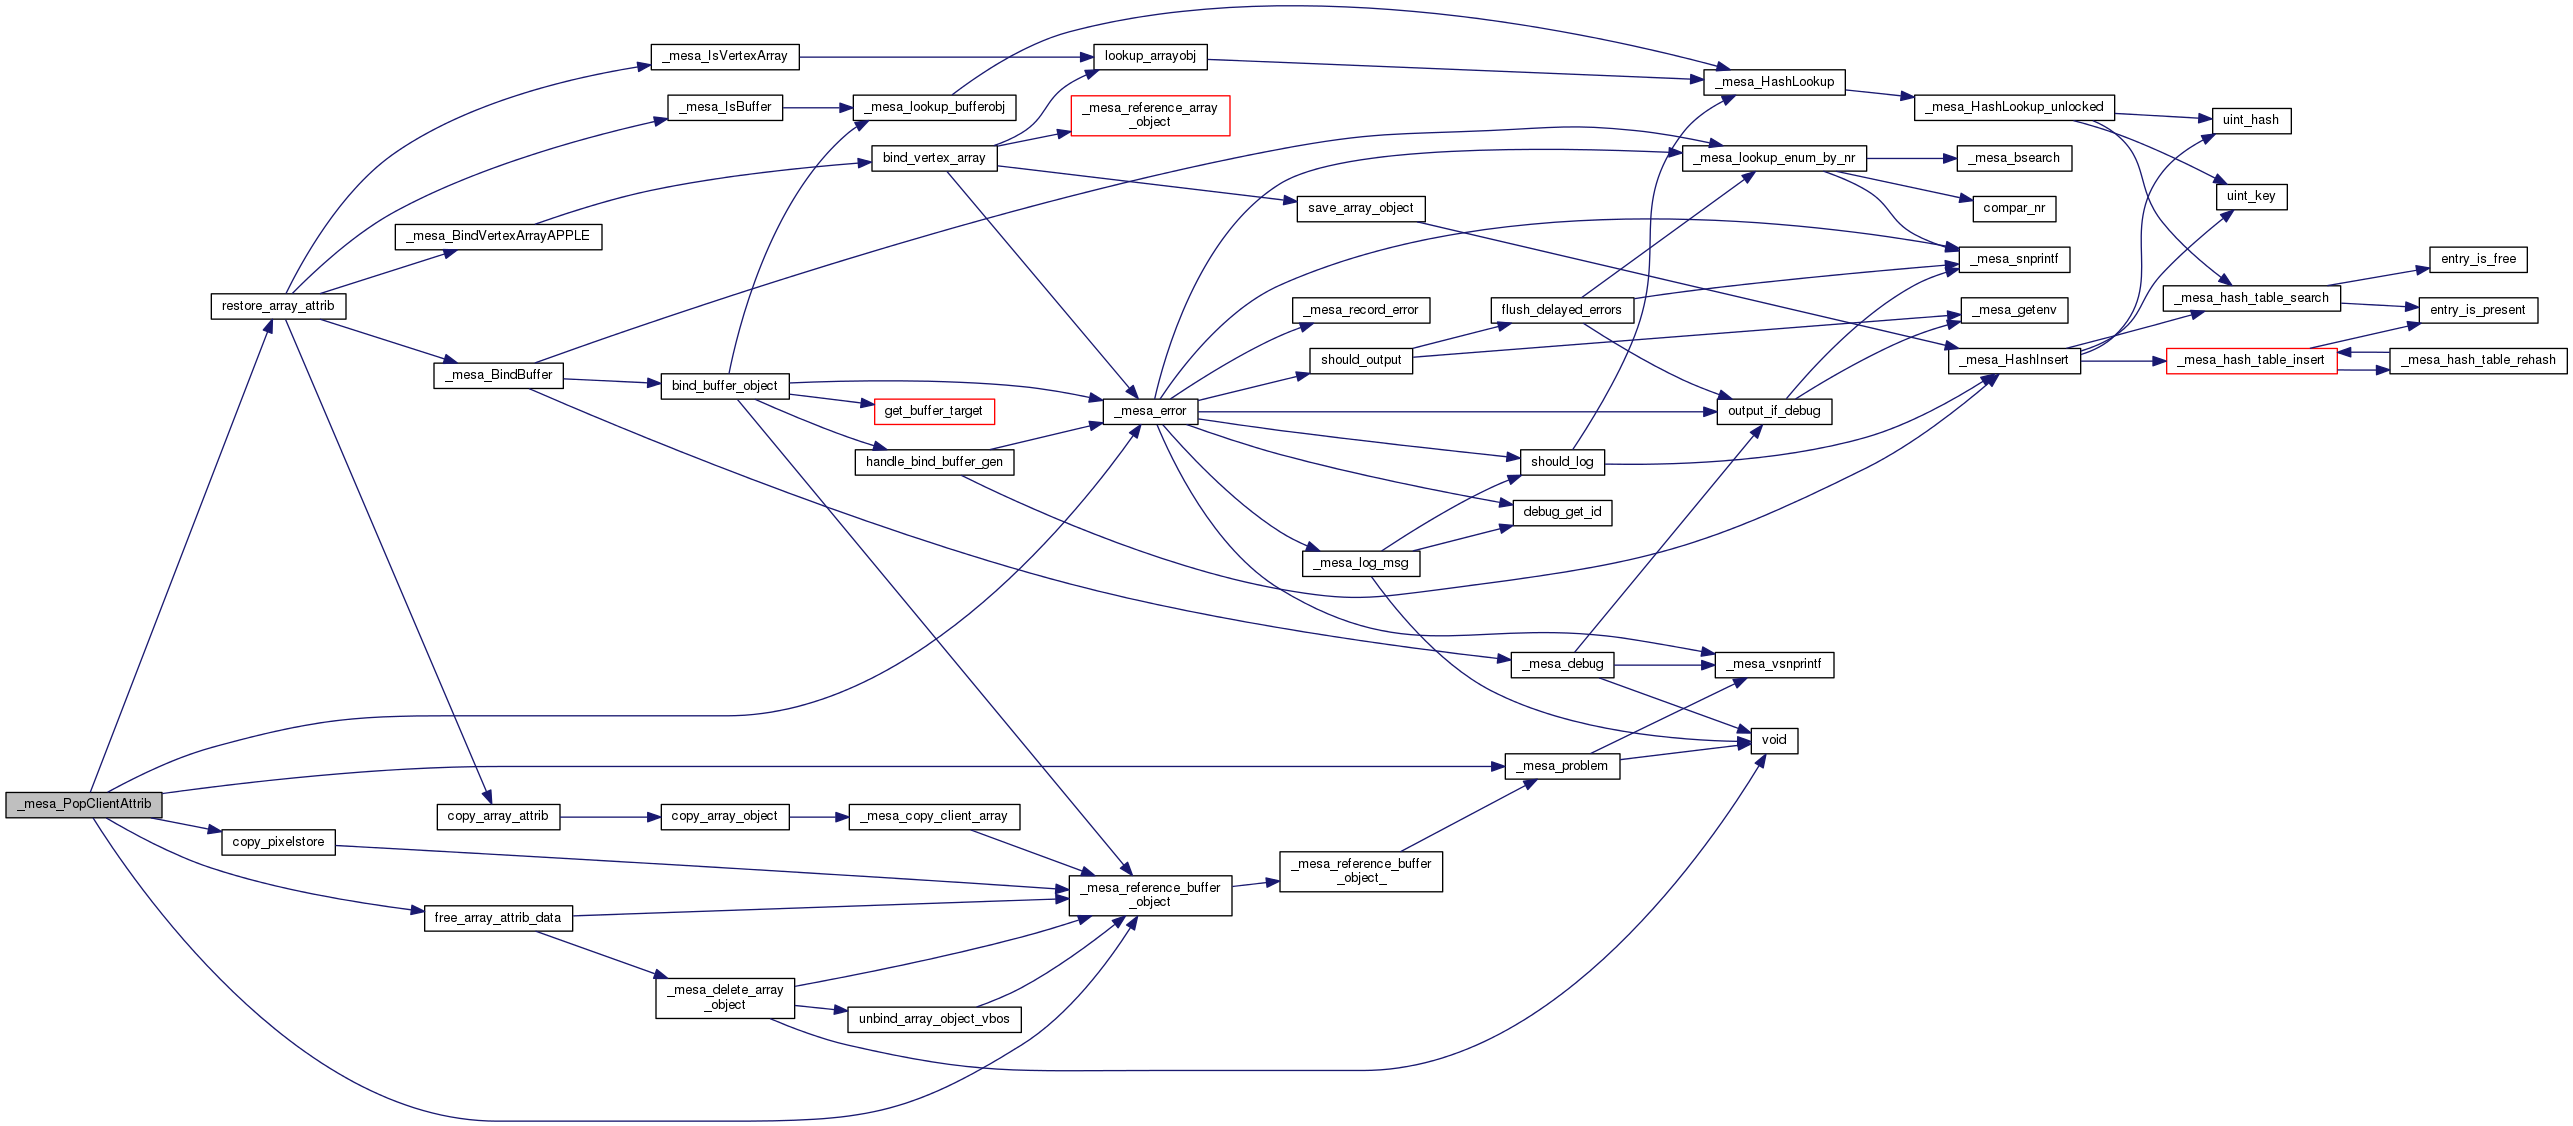 _mesa_PopClientAttrib
restore_array_attrib
copy_pixelstore
_mesa_BindVertexArrayAPPLE
_mesa_BindBuffer
copy_array_attrib
free_array_attrib_data
_mesa_IsVertexArray
_mesa_IsBuffer
bind_buffer_object
copy_array_object
_mesa_delete_array
_object
_mesa_lookup_bufferobj
bind_vertex_array
get_buffer_target
handle_bind_buffer_gen
_mesa_copy_client_array
unbind_array_object_vbos
lookup_arrayobj
_mesa_reference_array
_object
_mesa_error
_mesa_reference_buffer
_object
save_array_object
_mesa_record_error
should_output
_mesa_log_msg
_mesa_reference_buffer
_object_
flush_delayed_errors
should_log
debug_get_id
_mesa_debug
_mesa_problem
_mesa_HashLookup
_mesa_lookup_enum_by_nr
output_if_debug
_mesa_vsnprintf
void
_mesa_HashLookup_unlocked
_mesa_bsearch
compar_nr
_mesa_snprintf
_mesa_getenv
_mesa_HashInsert
uint_hash
uint_key
_mesa_hash_table_search
_mesa_hash_table_insert
entry_is_free
entry_is_present
_mesa_hash_table_rehash